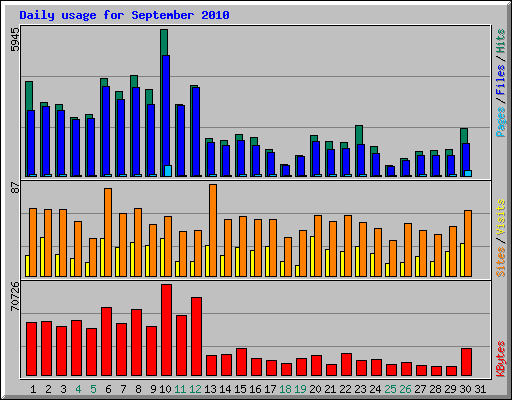 Daily usage for September 2010
5945
Pages / Files / Hits
87
Sites / Visits
70726
KBytes
1 2 3 4 5 6 7 8 9 10 11 12 13 14 15 16 17 18 19 20 21 22 23 24 25 26 27 28 29 30 31